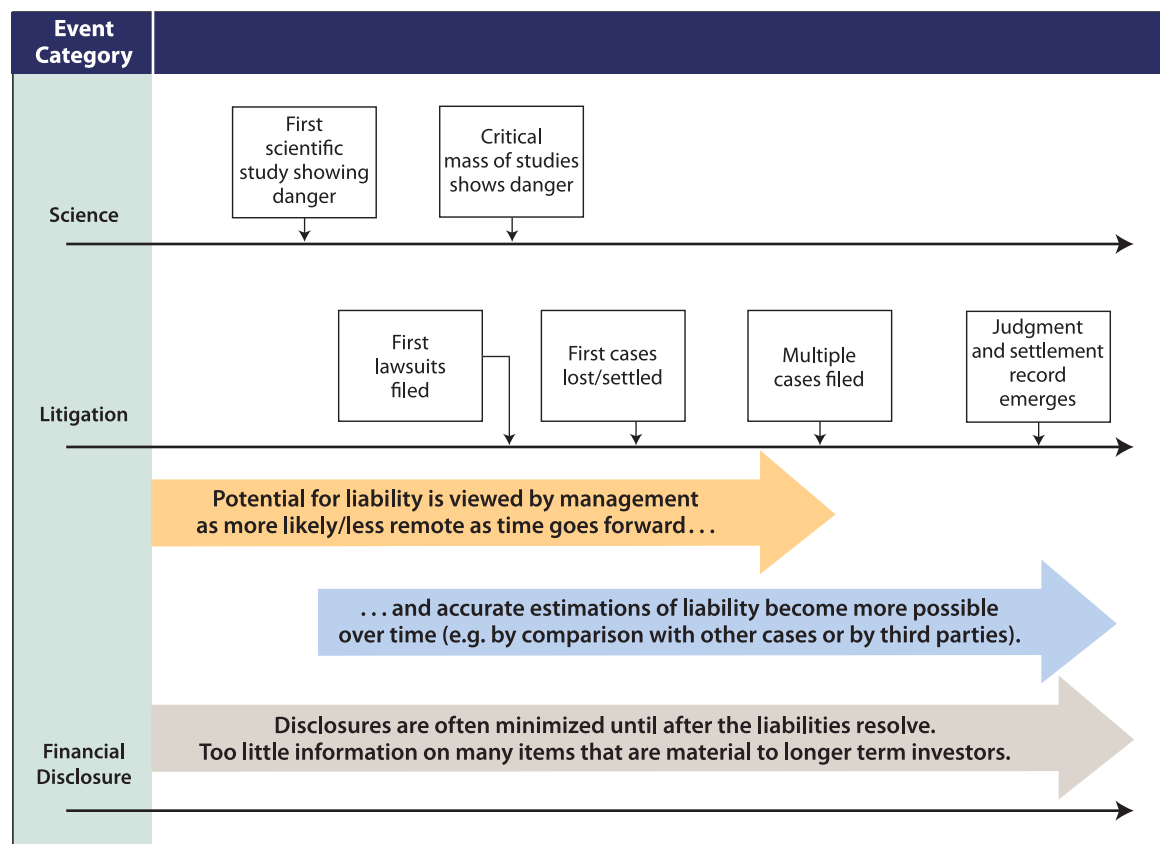 Event
Category
First
scientific
study showing
danger
Critical
mass of studies
shows danger
Science
First
lawsuits
filed
First cases
lost/settled
Multiple
cases filed
Judgment
and settlement
record
emerges
Litigation
Potential for liability is viewed by management
as more likely/less remote as time goes forward . . .
. . . and accurate estimations of liability become more possible
over time (e.g. by comparison with other cases or by third parties).
Disclosures are often minimized until after the liabilities resolve.
Too little information on many items that are material to longer term investors.
Financial
Disclosure